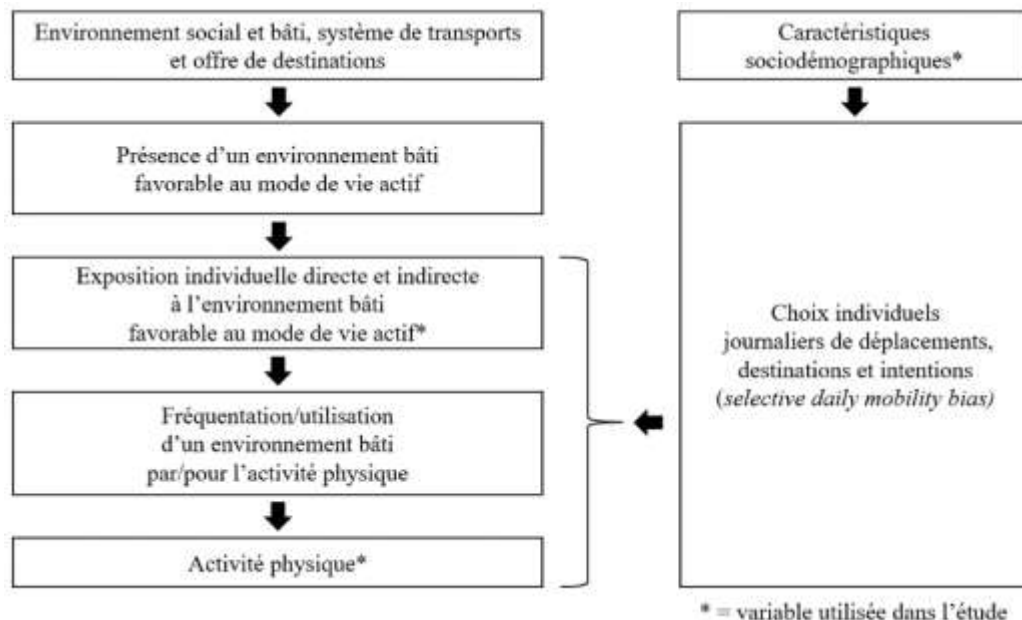 Environnement social et bâti, système de transports
et offre de destinations
Présence d’un environnement bâti
favorable au mode de vie actif
Exposition individuelle directe et indirecte
à l’environnement bâti
favorable au mode de vie actif*
Fréquentation/utilisation
d’un environnement bâti
par/pour l’activité physique
Activité physique*
Caractéristiques
sociodémographiques*
Choix individuels
journaliers de déplacements,
destinations et intentions
(selective daily mobility bias)
* = variable utilisée dans l’étude